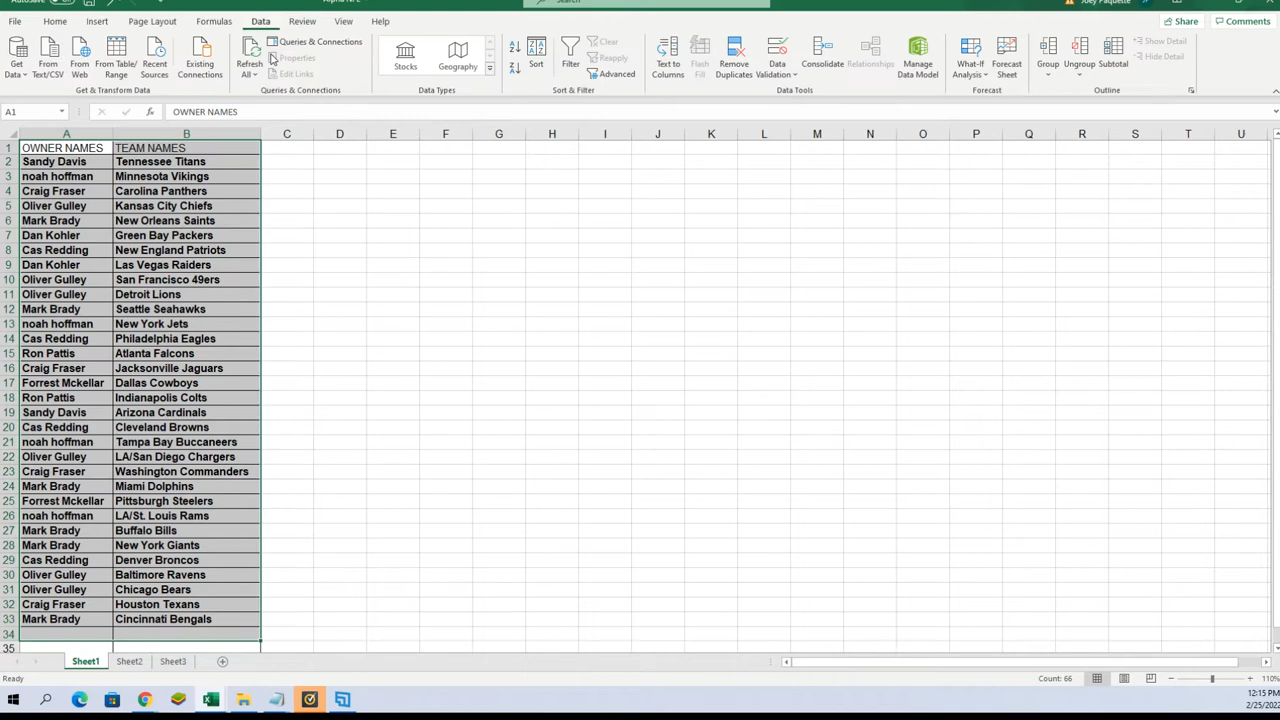 AutoSave Off
Search
Joey Paquette
File Home Insert Page Layout Formulas Data Review View Help
Share Comments
Get Data
From Text/CSV
From Web
From Table/Range
Recent Sources
Existing Connections
Get & Transform Data
Refresh All
Queries & Connections
Properties
Edit Links
Queries & Connections
Stocks
Geography
Data Types
Sort
Filter
Clear
Reapply
Advanced
Sort & Filter
Text to Columns
Flash Fill
Remove Duplicates
Data Validation
Consolidate
Relationships
Manage Data Model
Data Tools
What-If Analysis
Forecast Sheet
Forecast
Group
Ungroup
Subtotal
Show Detail
Hide Detail
Outline
A1 fx OWNER NAMES
A B C D E F G H I J K L M N O P Q R S T U
1 OWNER NAMES TEAM NAMES
2 Sandy Davis Tennessee Titans
3 noah hoffman Minnesota Vikings
4 Craig Fraser Carolina Panthers
5 Oliver Gulley Kansas City Chiefs
6 Mark Brady New Orleans Saints
7 Dan Kohler Green Bay Packers
8 Cas Redding New England Patriots
9 Dan Kohler Las Vegas Raiders
10 Oliver Gulley San Francisco 49ers
11 Oliver Gulley Detroit Lions
12 Mark Brady Seattle Seahawks
13 noah hoffman New York Jets
14 Cas Redding Philadelphia Eagles
15 Ron Pattis Atlanta Falcons
16 Craig Fraser Jacksonville Jaguars
17 Forrest Mckellar Dallas Cowboys
18 Ron Pattis Indianapolis Colts
19 Sandy Davis Arizona Cardinals
20 Cas Redding Cleveland Browns
21 noah hoffman Tampa Bay Buccaneers
22 Oliver Gulley LA/San Diego Chargers
23 Craig Fraser Washington Commanders
24 Mark Brady Miami Dolphins
25 Forrest Mckellar Pittsburgh Steelers
26 noah hoffman LA/St. Louis Rams
27 Mark Brady Buffalo Bills
28 Mark Brady New York Giants
29 Cas Redding Denver Broncos
30 Oliver Gulley Baltimore Ravens
31 Oliver Gulley Chicago Bears
32 Craig Fraser Houston Texans
33 Mark Brady Cincinnati Bengals
34
35
Sheet1 Sheet2 Sheet3
Ready Count: 66 110%
12:15 PM